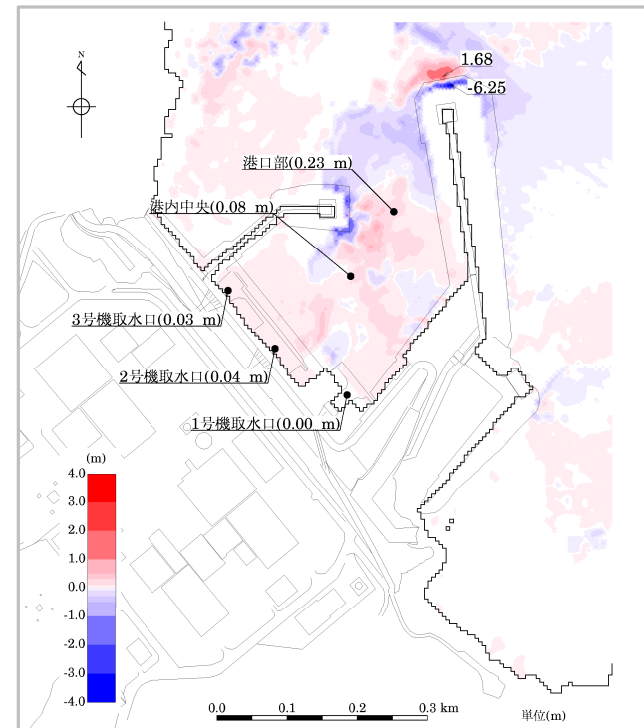 N
1.68
-6.25
港口部(0.23 m)
港内中央(0.08 m)
3号機取水口(0.03 m)
2号機取水口(0.04 m)
1号機取水口(0.00 m)
(m)
4.0
3.0
2.0
1.0
0.0
-1.0
-2.0
-3.0
-4.0
0.0 0.1 0.2 0.3 km
単位(m)